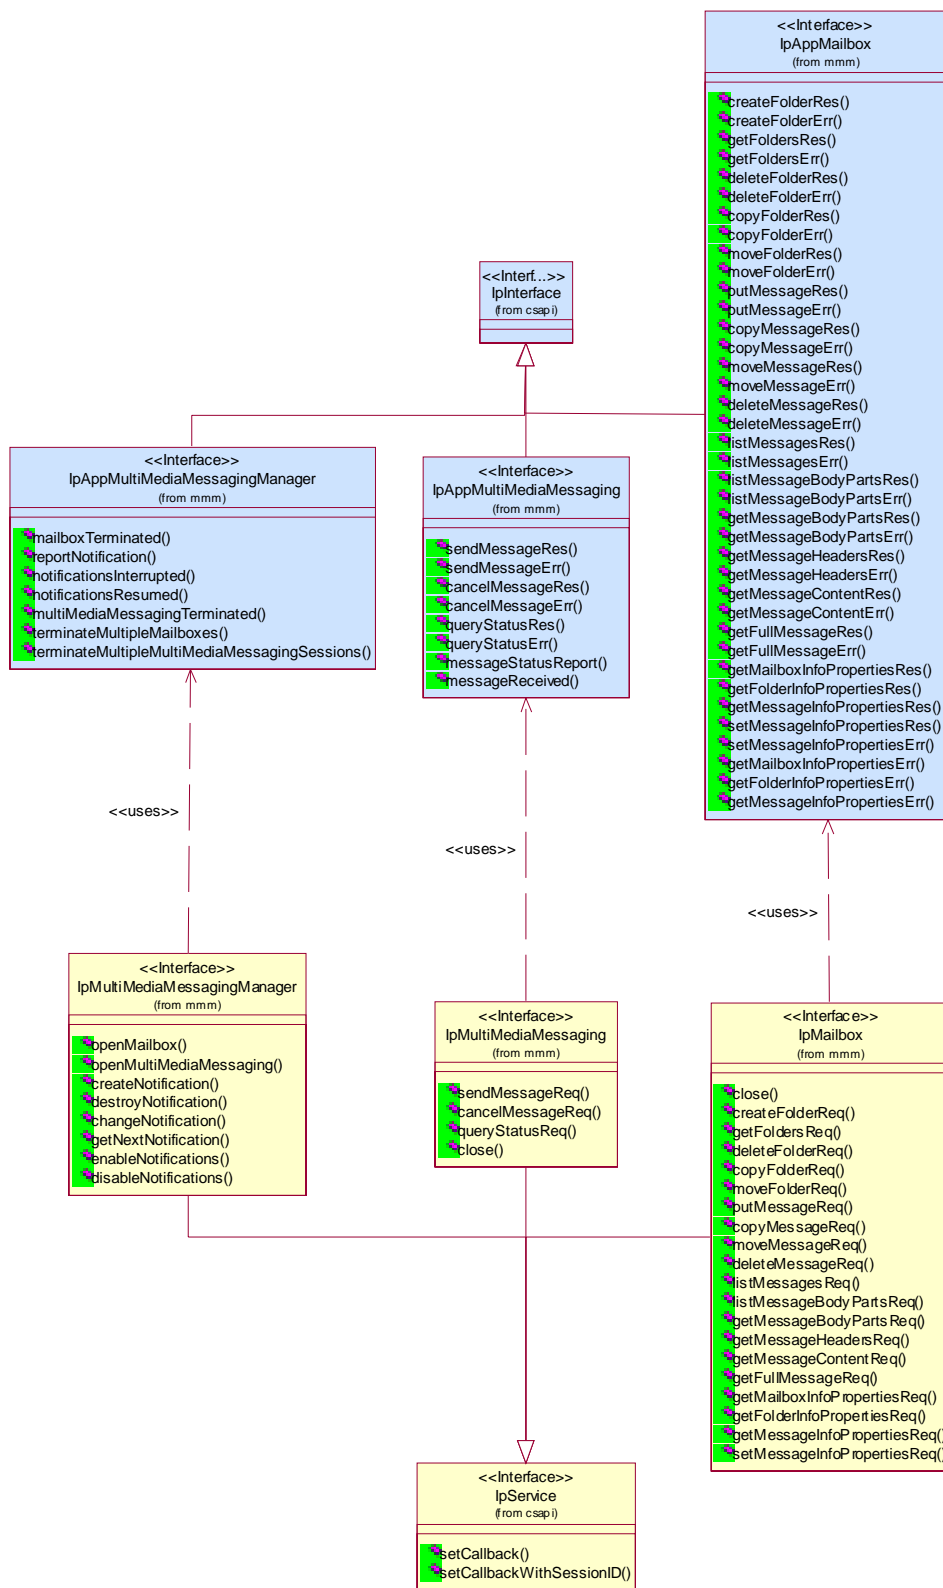 <<Interface>>
IpAppMailbox
(from mmm)
createFolderRes()
createFolderErr()
getFoldersRes()
getFoldersErr()
deleteFolderRes()
deleteFolderErr()
copyFolderRes()
copyFolderErr()
moveFolderRes()
moveFolderErr()
putMessageRes()
putMessageErr()
copyMessageRes()
copyMessageErr()
moveMessageRes()
moveMessageErr()
deleteMessageRes()
deleteMessageErr()
listMessagesRes()
listMessagesErr()
listMessageBodyPartsRes()
listMessageBodyPartsErr()
getMessageBodyPartsRes()
getMessageBodyPartsErr()
getMessageHeadersRes()
getMessageHeadersErr()
getMessageContentRes()
getMessageContentErr()
getFullMessageRes()
getFullMessageErr()
getMailboxInfoPropertiesRes()
getFolderInfoPropertiesRes()
getMessageInfoPropertiesRes()
setMessageInfoPropertiesRes()
setMessageInfoPropertiesErr()
getMailboxInfoPropertiesErr()
getFolderInfoPropertiesErr()
getMessageInfoPropertiesErr()
<<Interf...>>
IpInterface
(from csapi)
<<Interface>>
IpAppMultiMediaMessagingManager
(from mmm)
mailboxTerminated()
reportNotification()
notificationsInterrupted()
notificationsResumed()
multiMediaMessagingTerminated()
terminateMultipleMailboxes()
terminateMultipleMultiMediaMessagingSessions()
<<Interface>>
IpAppMultiMediaMessaging
(from mmm)
sendMessageRes()
sendMessageErr()
cancelMessageRes()
cancelMessageErr()
queryStatusRes()
queryStatusErr()
messageStatusReport()
messageReceived()
<<uses>>
<<uses>>
<<uses>>
<<Interface>>
IpMultiMediaMessagingManager
(from mmm)
openMailbox()
openMultiMediaMessaging()
createNotification()
destroyNotification()
changeNotification()
getNextNotification()
enableNotifications()
disableNotifications()
<<Interface>>
IpMultiMediaMessaging
(from mmm)
sendMessageReq()
cancelMessageReq()
queryStatusReq()
close()
<<Interface>>
IpMailbox
(from mmm)
close()
createFolderReq()
getFoldersReq()
deleteFolderReq()
copyFolderReq()
moveFolderReq()
putMessageReq()
copyMessageReq()
moveMessageReq()
deleteMessageReq()
listMessagesReq()
listMessageBodyPartsReq()
getMessageBodyPartsReq()
getMessageHeadersReq()
getMessageContentReq()
getFullMessageReq()
getMailboxInfoPropertiesReq()
getFolderInfoPropertiesReq()
getMessageInfoPropertiesReq()
setMessageInfoPropertiesReq()
<<Interface>>
IpService
(from csapi)
setCallback()
setCallbackWithSessionID()